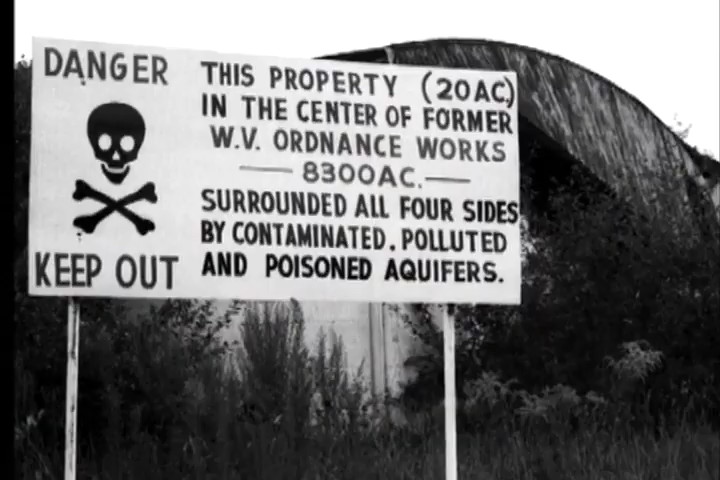 DANGER
KEEP OUT
THIS PROPERTY (20AC.)
IN THE CENTER OF FORMER
W.V. ORDNANCE WORKS
— 8300AC. —
SURROUNDED ALL FOUR SIDES
BY CONTAMINATED, POLLUTED
AND POISONED AQUIFERS.